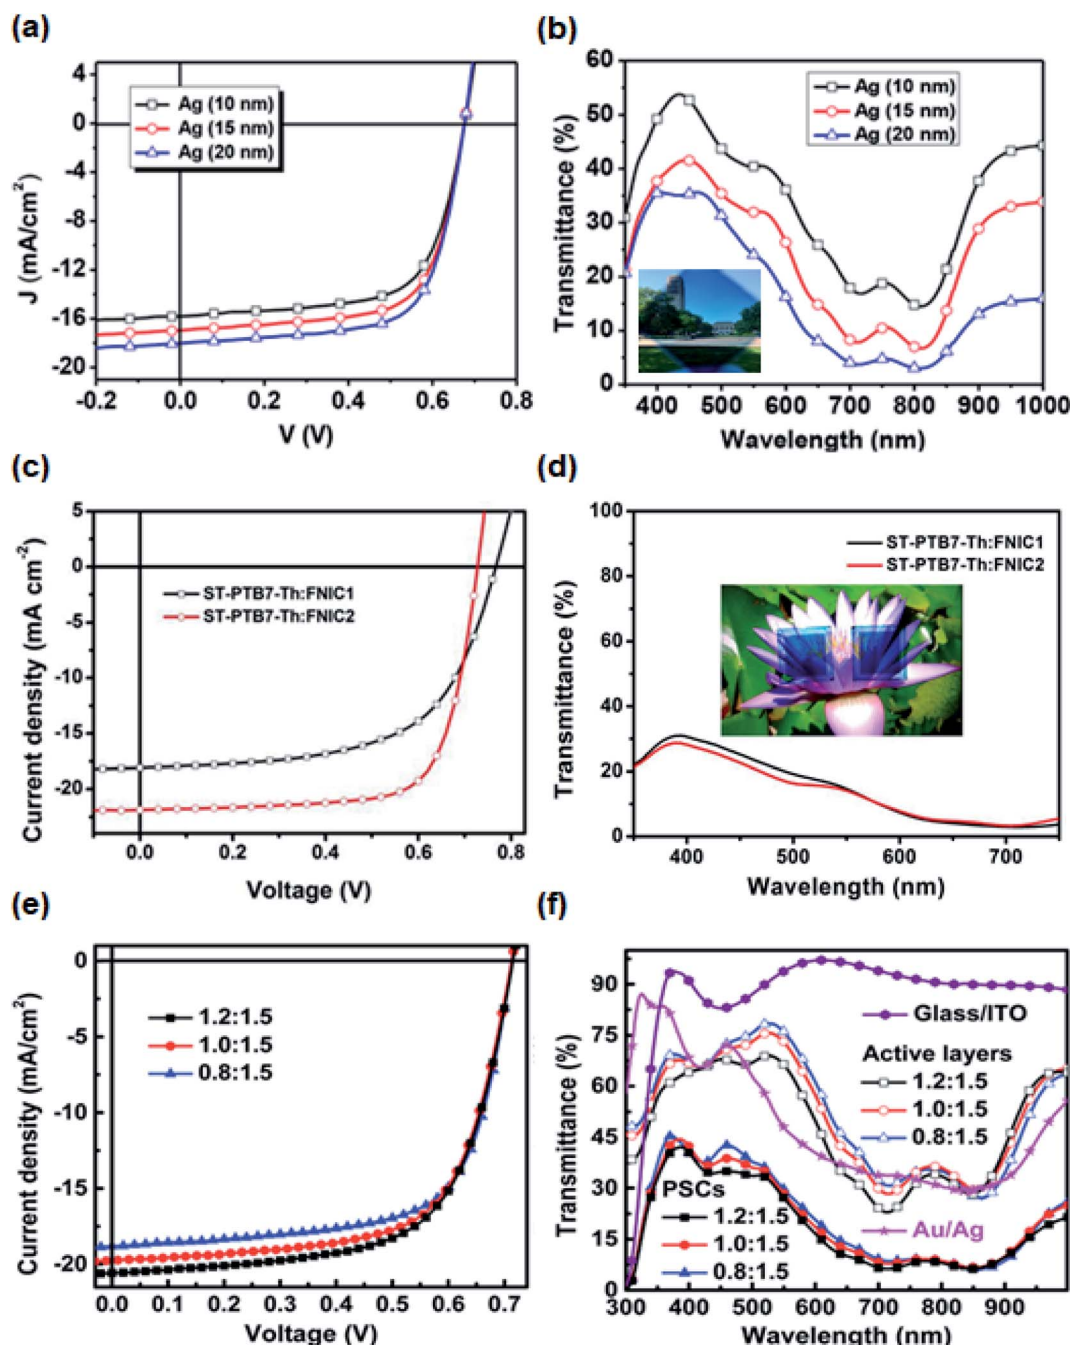 (a)
4
0
-4
-8
-12
-16
-20
J (mA/cm²)
Ag (10 nm)
Ag (15 nm)
Ag (20 nm)
-0.2 0.0 0.2 0.4 0.6 0.8
V (V)
(b)
60
50
40
30
20
10
0
Transmittance (%)
Ag (10 nm)
Ag (15 nm)
Ag (20 nm)
400 500 600 700 800 900 1000
Wavelength (nm)
(c)
5
0
-5
-10
-15
-20
Current density (mA cm⁻²)
ST-PTB7-Th:FNIC1
ST-PTB7-Th:FNIC2
0.0 0.2 0.4 0.6 0.8
Voltage (V)
(d)
100
80
60
40
20
0
Transmittance (%)
ST-PTB7-Th:FNIC1
ST-PTB7-Th:FNIC2
400 500 600 700
Wavelength (nm)
(e)
0
-5
-10
-15
-20
Current density (mA/cm²)
1.2:1.5
1.0:1.5
0.8:1.5
0.0 0.1 0.2 0.3 0.4 0.5 0.6 0.7
Voltage (V)
(f)
90
75
60
45
30
15
0
Transmittance (%)
Glass/ITO
Active layers
1.2:1.5
1.0:1.5
0.8:1.5
PSCs
1.2:1.5
1.0:1.5
0.8:1.5
Au/Ag
300 400 500 600 700 800 900
Wavelength (nm)